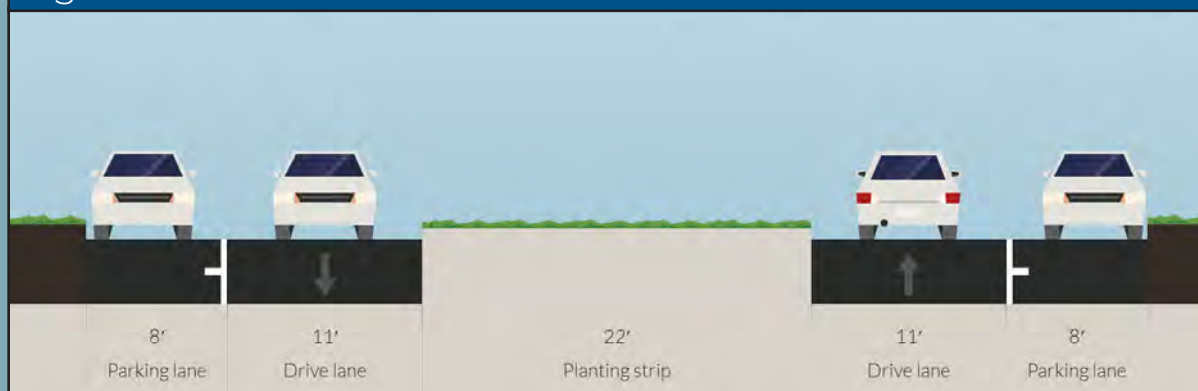 8′ 11′ 22′ 11′ 8′
Parking lane Drive lane Planting strip Drive lane Parking lane